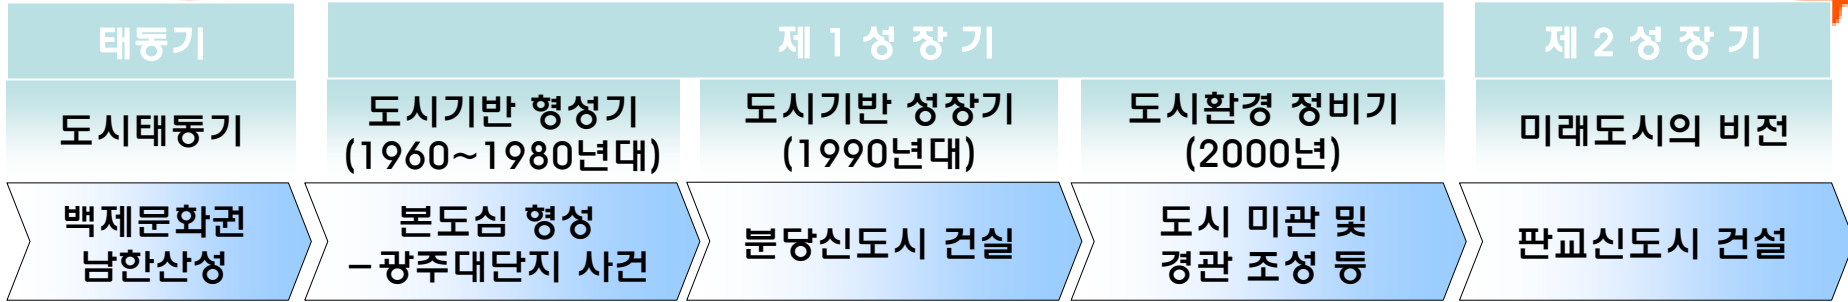 태동기
제 1 성 장 기
제 2 성 장 기
도시태동기
도시기반 형성기
(1960~1980년대)
도시기반 성장기
(1990년대)
도시환경 정비기
(2000년)
미래도시의 비전
백제문화권
남한산성
본도심 형성
-광주대단지 사건
분당신도시 건실
도시 미관 및
경관 조성 등
판교신도시 건설